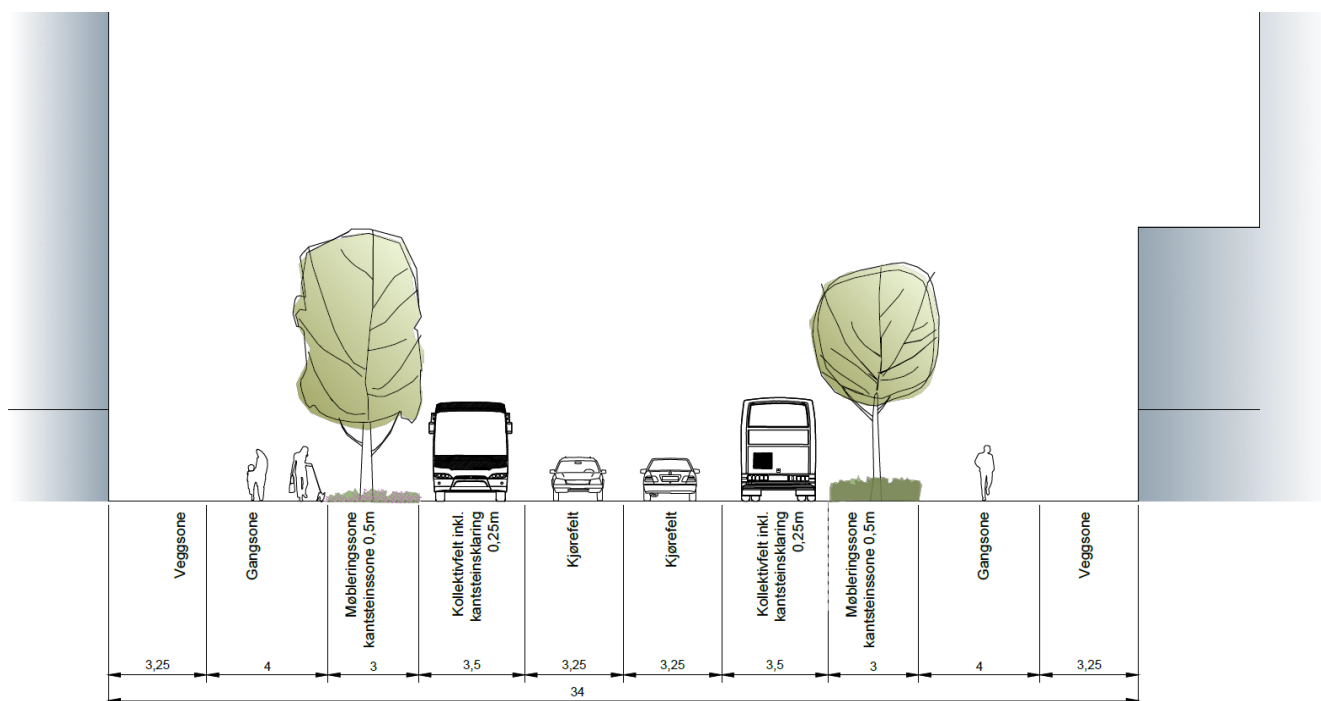 Veggsone
Gangsone
Møbleringssone
kantsteinssone 0,5m
Kollektivfelt inkl.
kantsteinsklaring
0,25m
Kjørefelt
Kjørefelt
Kollektivfelt inkl.
kantsteinsklaring
0,25m
Møbleringssone
kantsteinssone 0,5m
Gangsone
Veggsone
3,25 4 3 3,5 3,25 3,25 3,5 3 4 3,25
34